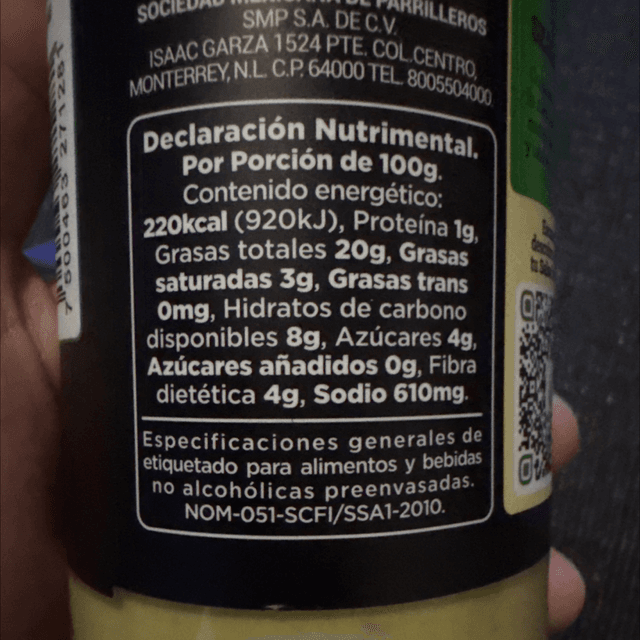 SOCIEDAD MEXICANA DE PARRILLEROS
SMP S.A. DE C.V.
ISAAC GARZA 1524 PTE. COL.CENTRO,
MONTERREY, N.L. C.P. 64000 TEL. 8005504000
Declaración Nutrimental.
Por Porción de 100g.
Contenido energético:
220kcal (920kJ), Proteína 1g,
Grasas totales 20g, Grasas
saturadas 3g, Grasas trans
0mg, Hidratos de carbono
disponibles 8g, Azúcares 4g,
Azúcares añadidos 0g, Fibra
dietética 4g, Sodio 610mg.
Especificaciones generales de
etiquetado para alimentos y bebidas
no alcohólicas preenvasadas.
NOM-051-SCFI/SSA1-2010.